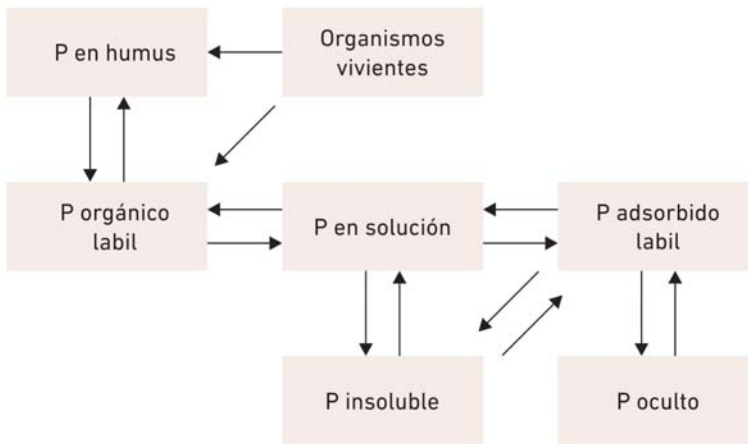 P en humus
Organismos
vivientes
P orgánico
labil
P en solución
P adsorbido
labil
P insoluble
P oculto